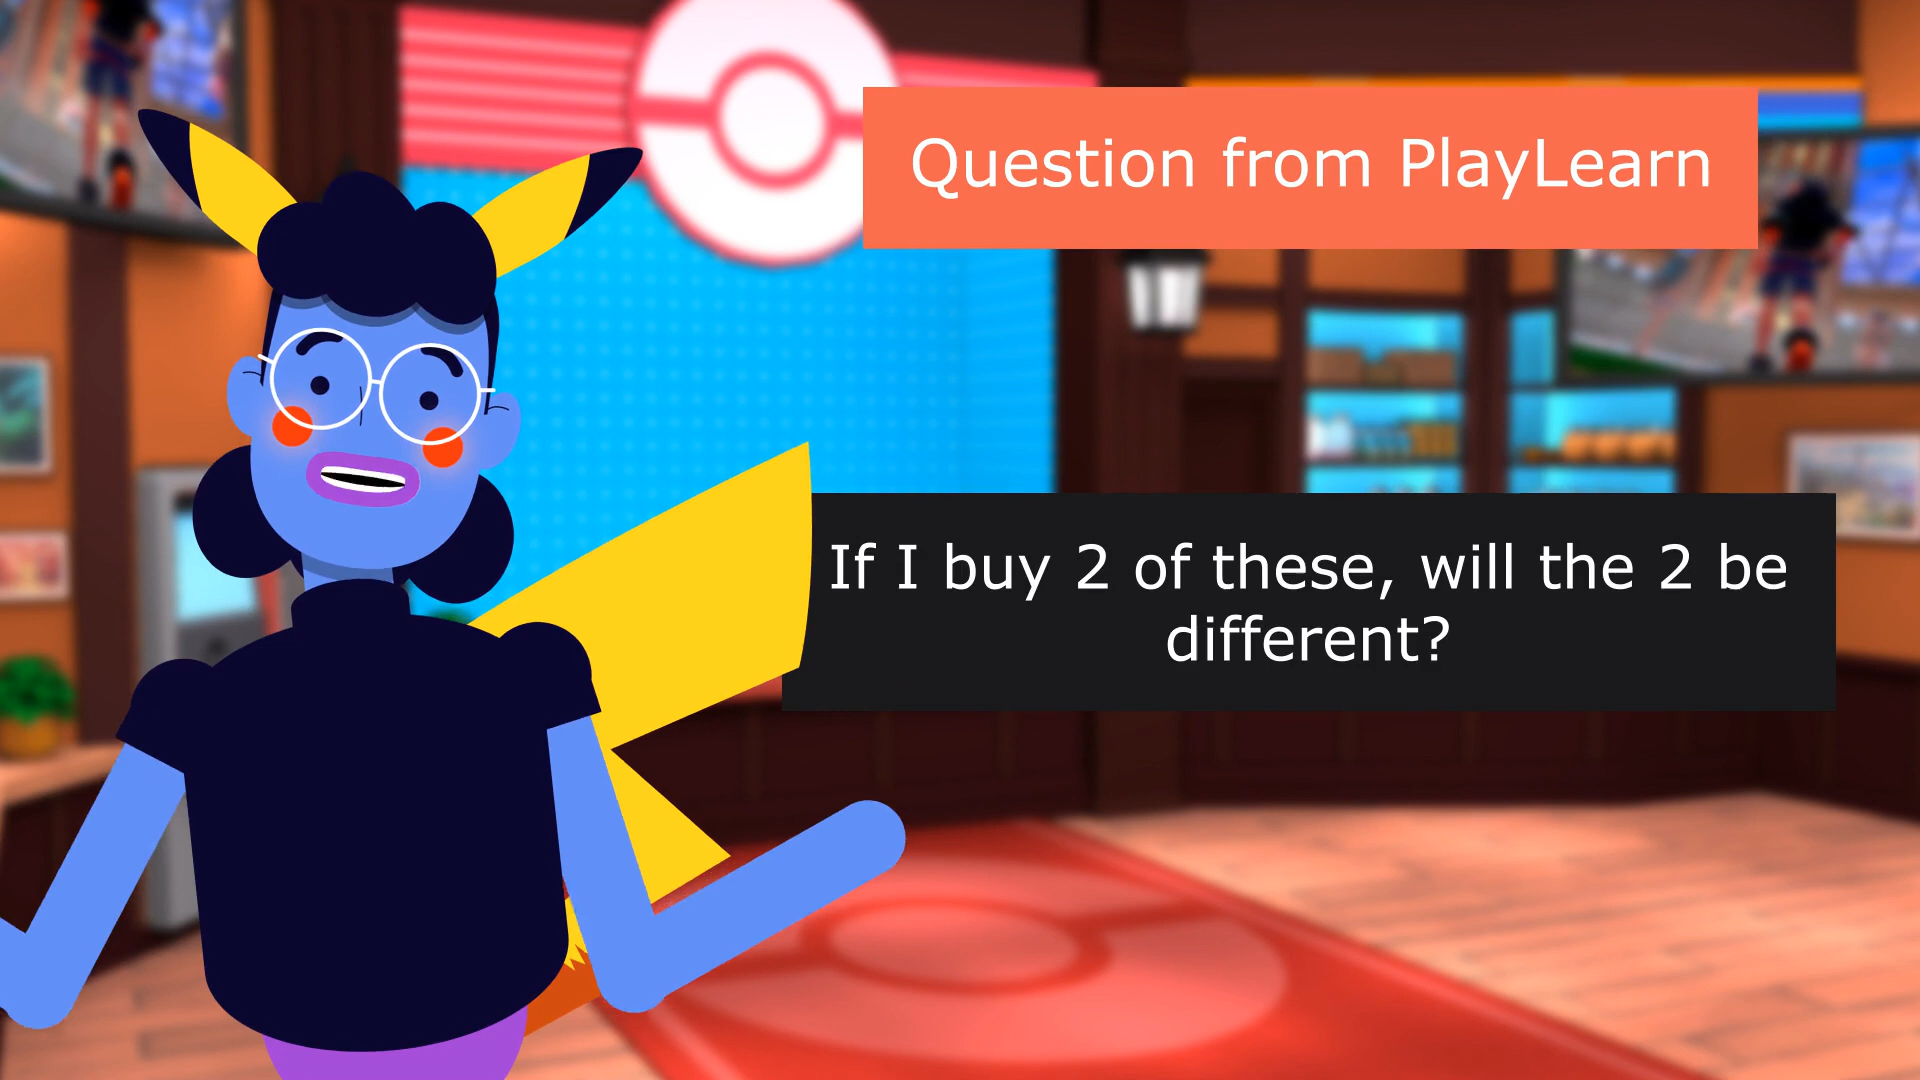 Question from PlayLearn
If I buy 2 of these, will the 2 be
different?